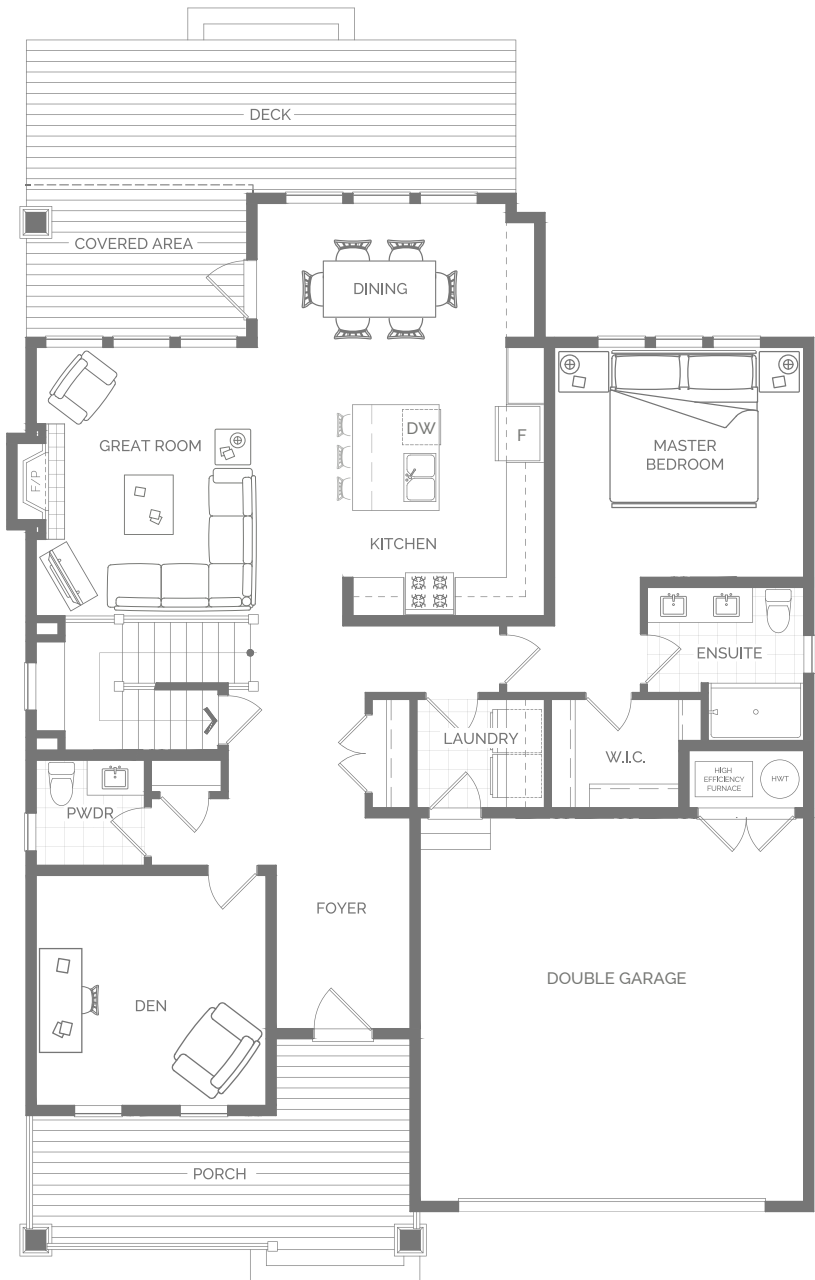 DECK
COVERED AREA
DINING
GREAT ROOM
DW
F
MASTER
BEDROOM
F/P
KITCHEN
ENSUITE
LAUNDRY
W.I.C.
HIGH
EFFICIENCY
FURNACE
HWT
PWDR
FOYER
DOUBLE GARAGE
DEN
PORCH